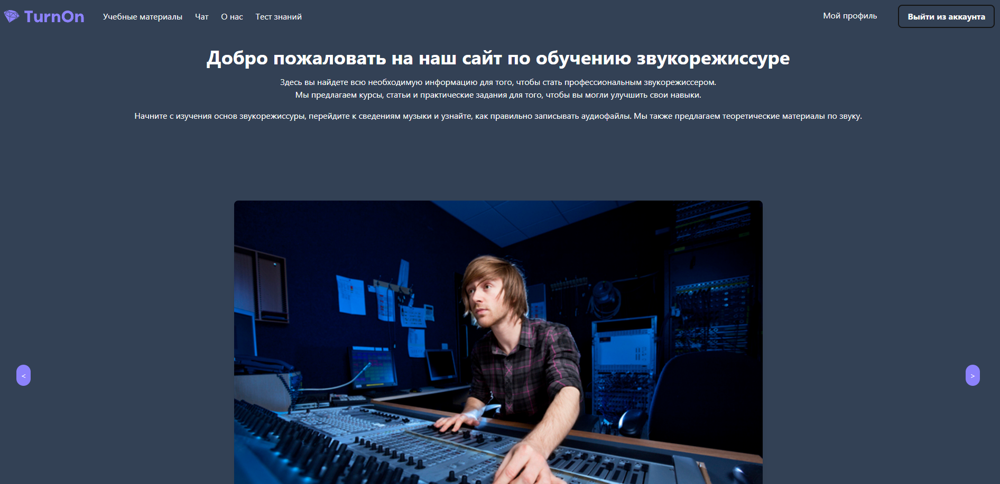 TurnOn
Учебные материалы
Чат
О нас
Тест знаний
Мой профиль
Выйти из аккаунта
Добро пожаловать на наш сайт по обучению звукорежиссуре
Здесь вы найдете всю необходимую информацию для того, чтобы стать профессиональным звукорежиссером.
Мы предлагаем курсы, статьи и практические задания для того, чтобы вы могли улучшить свои навыки.
Начните с изучения основ звукорежиссуры, перейдите к сведениям музыки и узнайте, как правильно записывать аудиофайлы. Мы также предлагаем теоретические материалы по звуку.
<
>